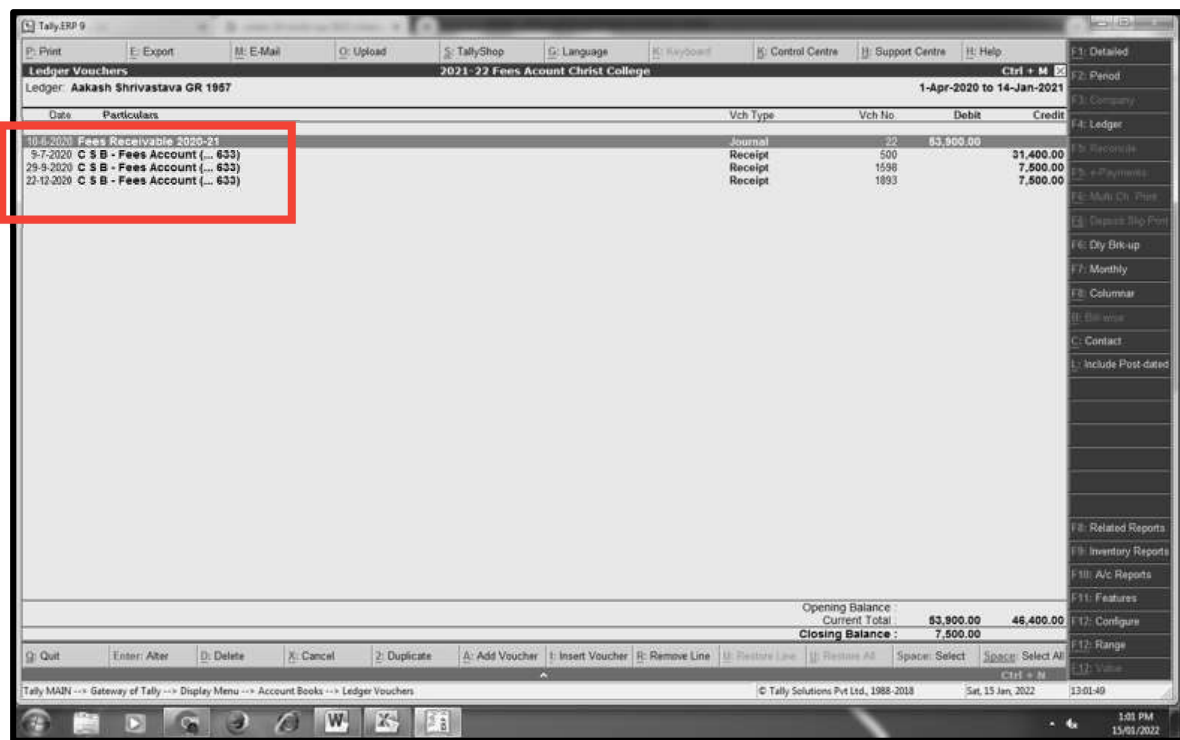 Tally.ERP 9
P: Print E: Export M: E-Mail O: Upload S: TallyShop G: Language K: Keyboard K: Control Centre H: Support Centre H: Help
Ledger Vouchers 2021-22 Fees Acount Christ College Ctrl + M
Ledger: Aakash Shrivastava GR 1957 1-Apr-2020 to 14-Jan-2021
Date Particulars Vch Type Vch No. Debit Credit
10-6-2020 Fees Receivable 2020-21 Journal 22 53,900.00
9-7-2020 C S B - Fees Account (... 633) Receipt 500 31,400.00
29-9-2020 C S B - Fees Account (... 633) Receipt 1598 7,500.00
22-12-2020 C S B - Fees Account (... 633) Receipt 1893 7,500.00
Opening Balance :
Current Total : 53,900.00 46,400.00
Closing Balance : 7,500.00
F1: Detailed
F2: Period
F3: Company
F4: Ledger
F5: Reconcile
F5: e-Payments
F6: Multi Ch. Print
F6: Deposit Slip Print
F6: Dly Brk-up
F7: Monthly
F8: Columnar
B: Bill-wise
C: Contact
L: Include Post-dated
F8: Related Reports
F9: Inventory Reports
F10: A/c Reports
F11: Features
F12: Configure
F12: Range
F12: Value
Q: Quit Enter: Alter D: Delete X: Cancel 2: Duplicate A: Add Voucher I: Insert Voucher R: Remove Line U: Restore Line U: Restore All Space: Select Space: Select All
Ctrl + N
Tally MAIN --> Gateway of Tally --> Display Menu --> Account Books --> Ledger Vouchers © Tally Solutions Pvt Ltd., 1988-2018 Sat, 15 Jan, 2022 13:01:49
1:01 PM
15/01/2022